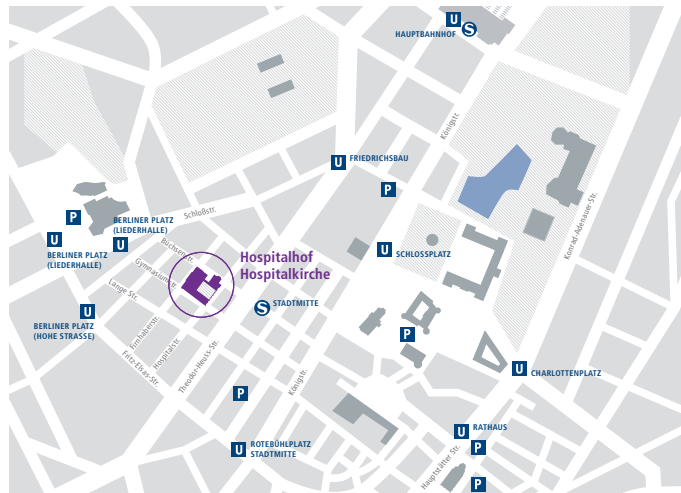 U
S
HAUPTBAHNHOF
Königstr.
U
FRIEDRICHSBAU
P
P
Schloßstr.
BERLINER PLATZ
(LIEDERHALLE)
U
U
BERLINER PLATZ
(LIEDERHALLE)
Büchsenstr.
Gymnasiumstr.
Lange Str.
Hospitalhof
Hospitalkirche
U
SCHLOSSPLATZ
Konrad-Adenauer-Str.
S
STADTMITTE
U
BERLINER PLATZ
(HOHE STRASSE)
Firnhaberstr.
Fritz-Elsas-Str.
Hospitalstr.
Theodor-Heuss-Str.
P
Königstr.
U
CHARLOTTENPLATZ
P
U
ROTEBÜHLPLATZ
STADTMITTE
U
RATHAUS
P
Hauptstätter Str.
P